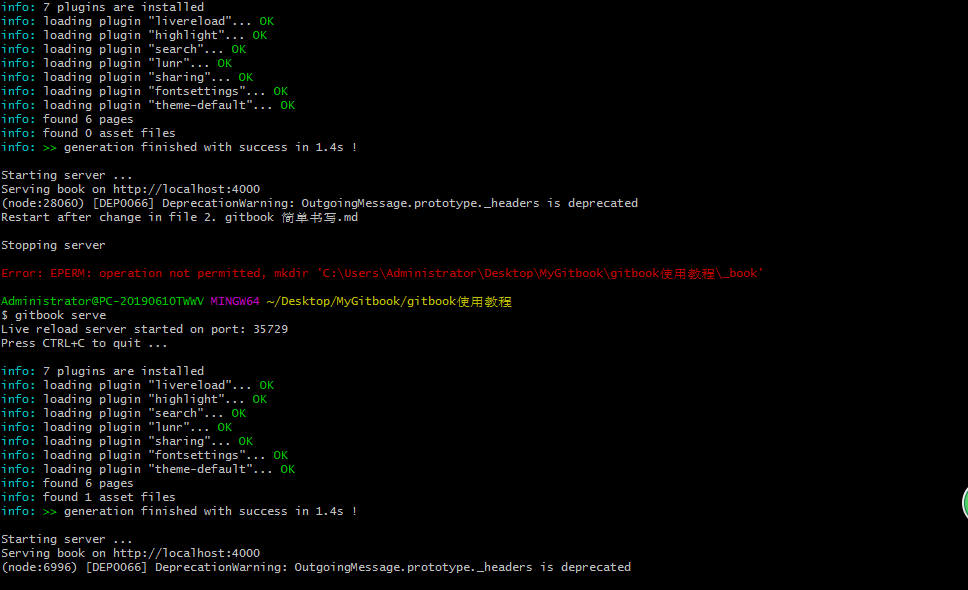 info: 7 plugins are installed
info: loading plugin "livereload"... OK
info: loading plugin "highlight"... OK
info: loading plugin "search"... OK
info: loading plugin "lunr"... OK
info: loading plugin "sharing"... OK
info: loading plugin "fontsettings"... OK
info: loading plugin "theme-default"... OK
info: found 6 pages
info: found 0 asset files
info: >> generation finished with success in 1.4s !
Starting server ...
Serving book on http://localhost:4000
(node:28060) [DEP0066] DeprecationWarning: OutgoingMessage.prototype._headers is deprecated
Restart after change in file 2. gitbook 简单书写.md
Stopping server
Error: EPERM: operation not permitted, mkdir 'C:\Users\Administrator\Desktop\MyGitbook\gitbook使用教程\_book'
Administrator@PC-20190610TWWV MINGW64 ~/Desktop/MyGitbook/gitbook使用教程
$ gitbook serve
Live reload server started on port: 35729
Press CTRL+C to quit ...
info: 7 plugins are installed
info: loading plugin "livereload"... OK
info: loading plugin "highlight"... OK
info: loading plugin "search"... OK
info: loading plugin "lunr"... OK
info: loading plugin "sharing"... OK
info: loading plugin "fontsettings"... OK
info: loading plugin "theme-default"... OK
info: found 6 pages
info: found 1 asset files
info: >> generation finished with success in 1.4s !
Starting server ...
Serving book on http://localhost:4000
(node:6996) [DEP0066] DeprecationWarning: OutgoingMessage.prototype._headers is deprecated